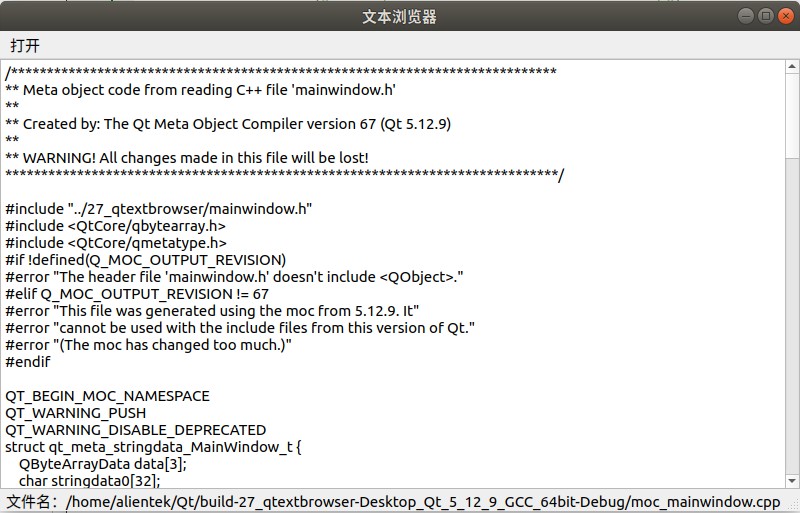 文本浏览器
打开
/*****************************************************************************
** Meta object code from reading C++ file 'mainwindow.h'
**
** Created by: The Qt Meta Object Compiler version 67 (Qt 5.12.9)
**
** WARNING! All changes made in this file will be lost!
*****************************************************************************/
#include "../27_qtextbrowser/mainwindow.h"
#include <QtCore/qbytearray.h>
#include <QtCore/qmetatype.h>
#if !defined(Q_MOC_OUTPUT_REVISION)
#error "The header file 'mainwindow.h' doesn't include <QObject>."
#elif Q_MOC_OUTPUT_REVISION != 67
#error "This file was generated using the moc from 5.12.9. It"
#error "cannot be used with the include files from this version of Qt."
#error "(The moc has changed too much.)"
#endif
QT_BEGIN_MOC_NAMESPACE
QT_WARNING_PUSH
QT_WARNING_DISABLE_DEPRECATED
struct qt_meta_stringdata_MainWindow_t {
    QByteArrayData data[3];
    char stringdata0[32];
文件名：/home/alientek/Qt/build-27_qtextbrowser-Desktop_Qt_5_12_9_GCC_64bit-Debug/moc_mainwindow.cpp